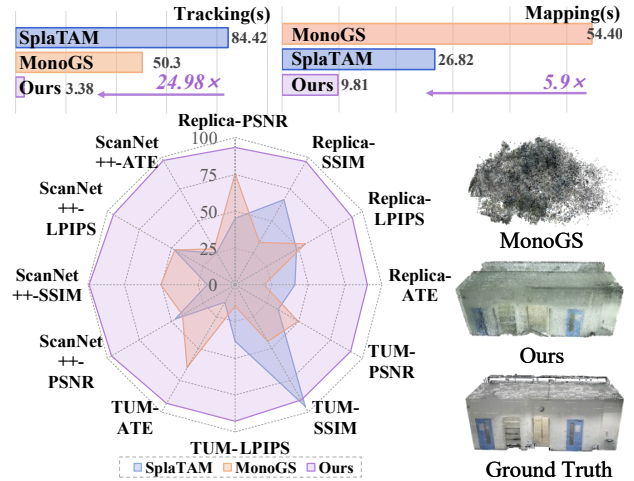 Tracking(s)
SplaTAM 84.42
MonoGS 50.3
Ours 3.38 24.98×
Mapping(s)
MonoGS 54.40
SplaTAM 26.82
Ours 9.81 5.9×
Replica-PSNR
Replica-
SSIM
Replica-
LPIPS
Replica-
ATE
TUM-
PSNR
TUM-
SSIM
TUM-LPIPS
TUM-
ATE
ScanNet
++-
PSNR
ScanNet
++-SSIM
ScanNet
++-
LPIPS
ScanNet
++-ATE
100
75
50
25
0
SplaTAM MonoGS Ours
MonoGS
Ours
Ground Truth